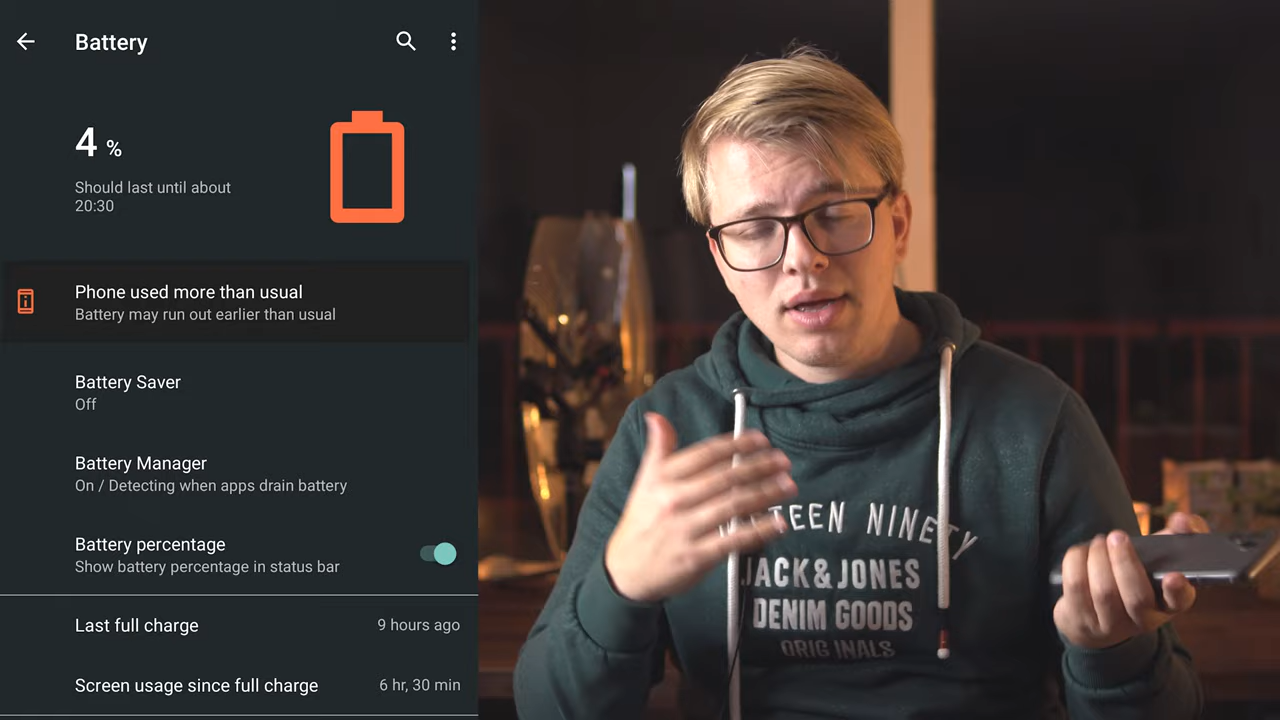 Battery
4 %
Should last until about
20:30
Phone used more than usual
Battery may run out earlier than usual
Battery Saver
Off
Battery Manager
On / Detecting when apps drain battery
Battery percentage
Show battery percentage in status bar
Last full charge
9 hours ago
Screen usage since full charge
6 hr, 30 min
NINETY
JACK&JONES
DENIM GOODS